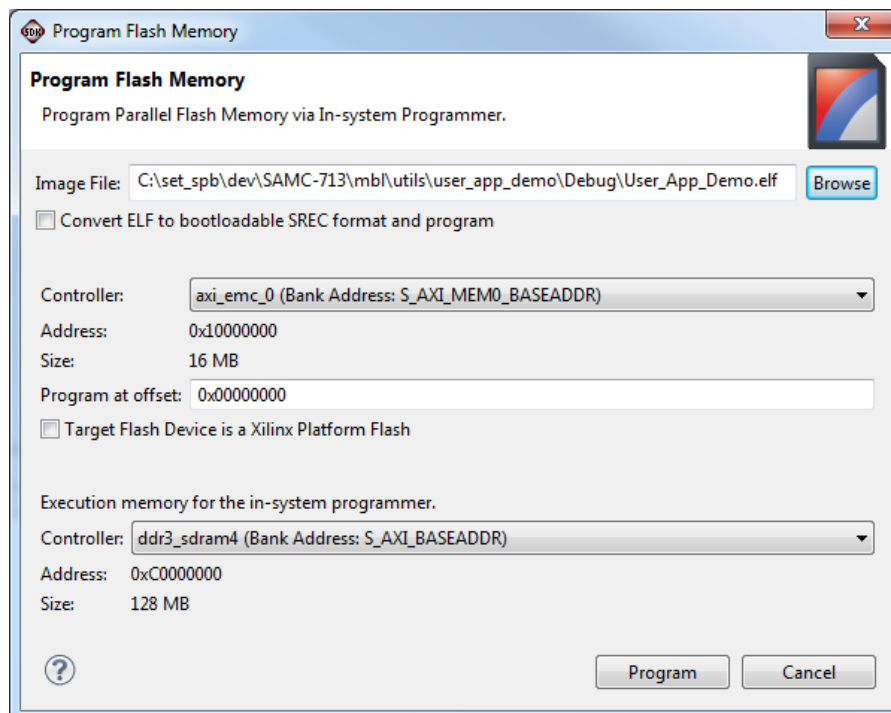 SDK Program Flash Memory
Program Flash Memory
Program Parallel Flash Memory via In-system Programmer.
Image File: C:\set_spb\dev\SAMC-713\mbl\utils\user_app_demo\Debug\User_App_Demo.elf Browse
Convert ELF to bootloadable SREC format and program
Controller: axi_emc_0 (Bank Address: S_AXI_MEM0_BASEADDR)
Address: 0x10000000
Size: 16 MB
Program at offset: 0x00000000
Target Flash Device is a Xilinx Platform Flash
Execution memory for the in-system programmer.
Controller: ddr3_sdram4 (Bank Address: S_AXI_BASEADDR)
Address: 0xC0000000
Size: 128 MB
? Program Cancel